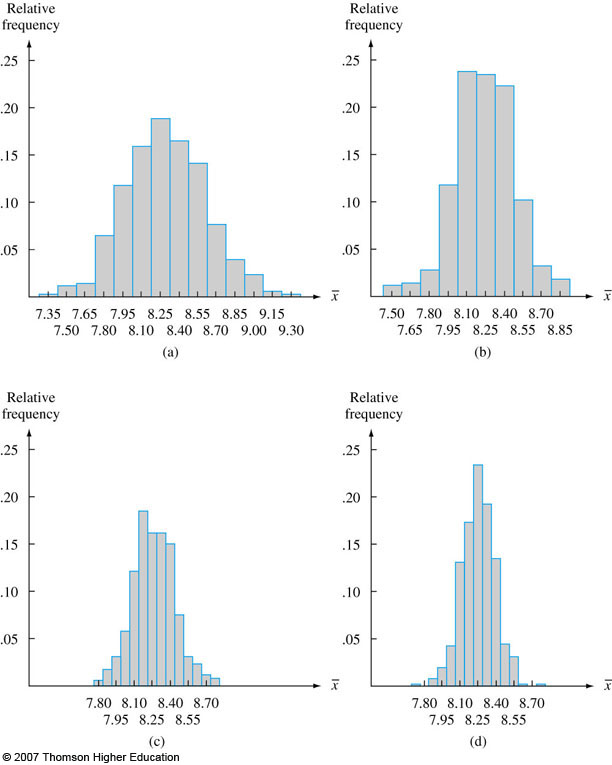 Relative
frequency
.25
.20
.15
.10
.05
x̅
7.35 7.65 7.95 8.25 8.55 8.85 9.15
7.50 7.80 8.10 8.40 8.70 9.00 9.30
(a)
Relative
frequency
.25
.20
.15
.10
.05
x̅
7.50 7.80 8.10 8.40 8.70
7.65 7.95 8.25 8.55 8.85
(b)
Relative
frequency
.25
.20
.15
.10
.05
x̅
7.80 8.10 8.40 8.70
7.95 8.25 8.55
(c)
Relative
frequency
.25
.20
.15
.10
.05
x̅
7.80 8.10 8.40 8.70
7.95 8.25 8.55
(d)
© 2007 Thomson Higher Education